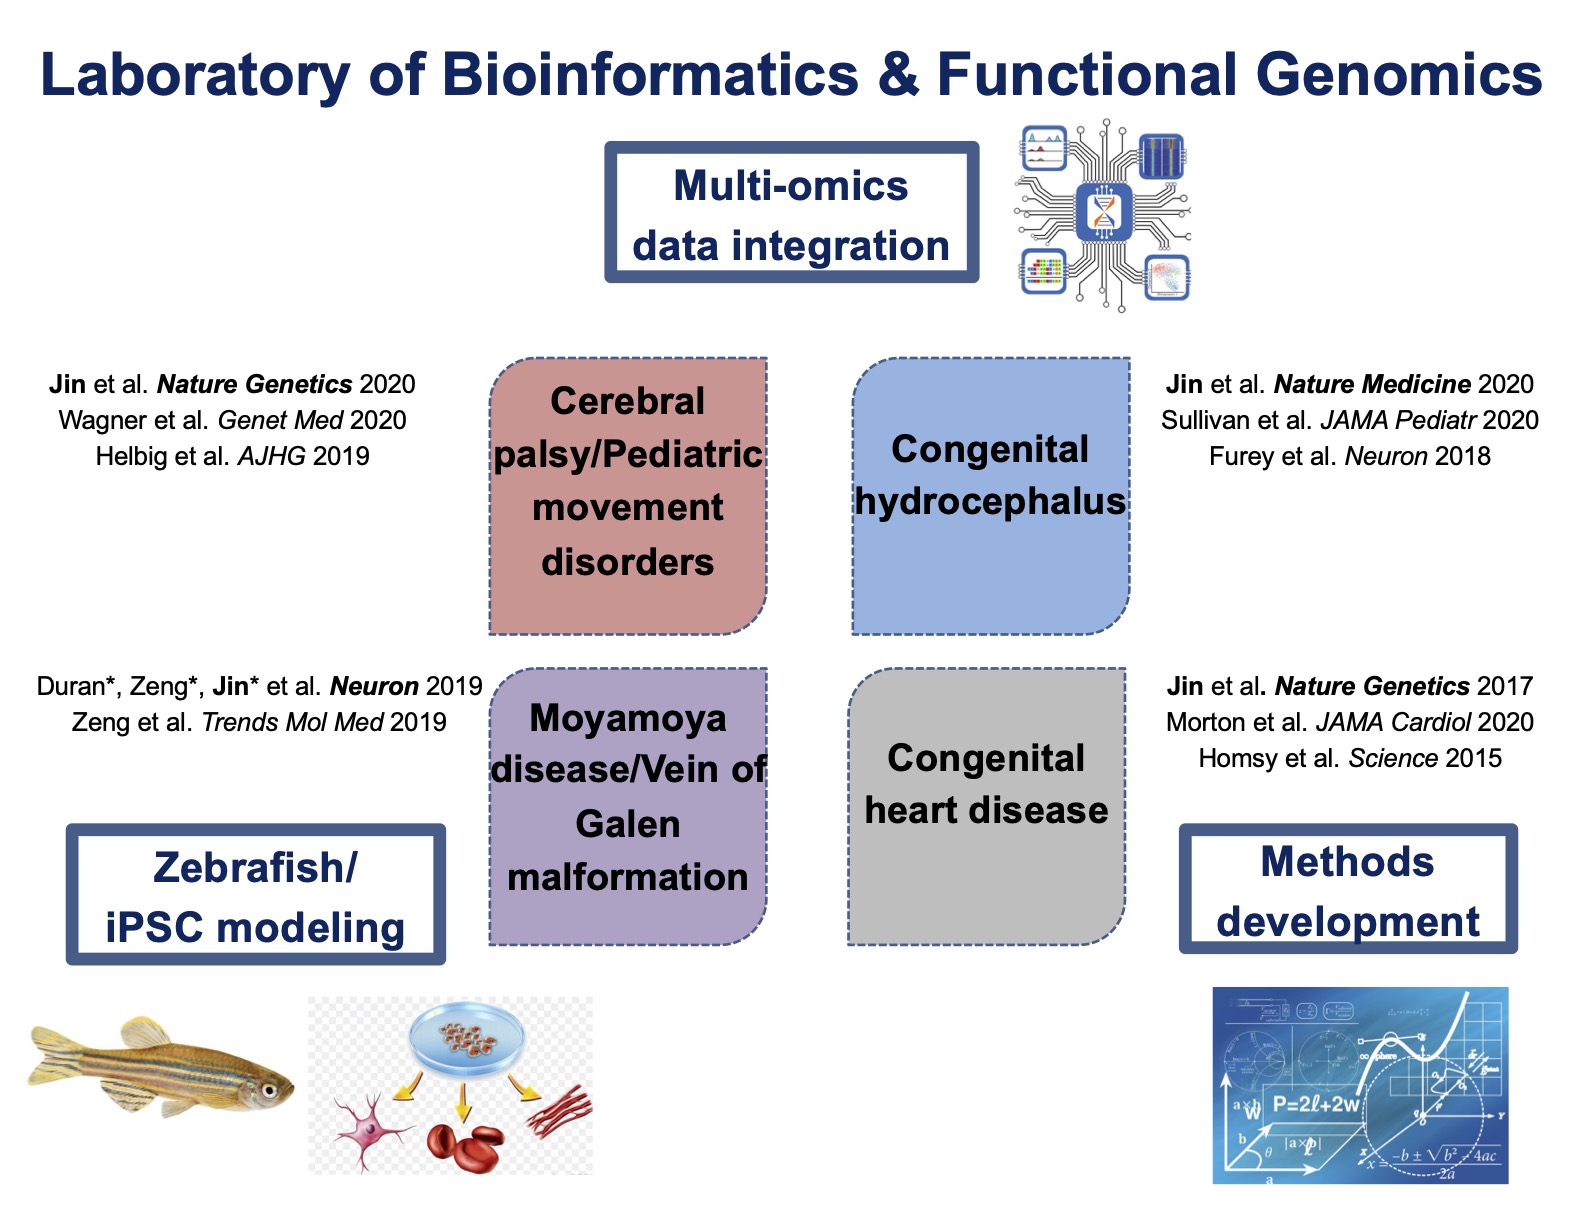 Laboratory of Bioinformatics & Functional Genomics
Multi-omics
data integration
Jin et al. Nature Genetics 2020
Wagner et al. Genet Med 2020
Helbig et al. AJHG 2019
Cerebral
palsy/Pediatric
movement
disorders
Congenital
hydrocephalus
Jin et al. Nature Medicine 2020
Sullivan et al. JAMA Pediatr 2020
Furey et al. Neuron 2018
Duran*, Zeng*, Jin* et al. Neuron 2019
Zeng et al. Trends Mol Med 2019
Moyamoya
disease/Vein of
Galen
malformation
Congenital
heart disease
Jin et al. Nature Genetics 2017
Morton et al. JAMA Cardiol 2020
Homsy et al. Science 2015
Zebrafish/
iPSC modeling
Methods
development
∞ phere
a×b
W
P=2ℓ+2w
b
|a×b|
ℓ
θ
a
x = -b ± √b² - 4ac
2a